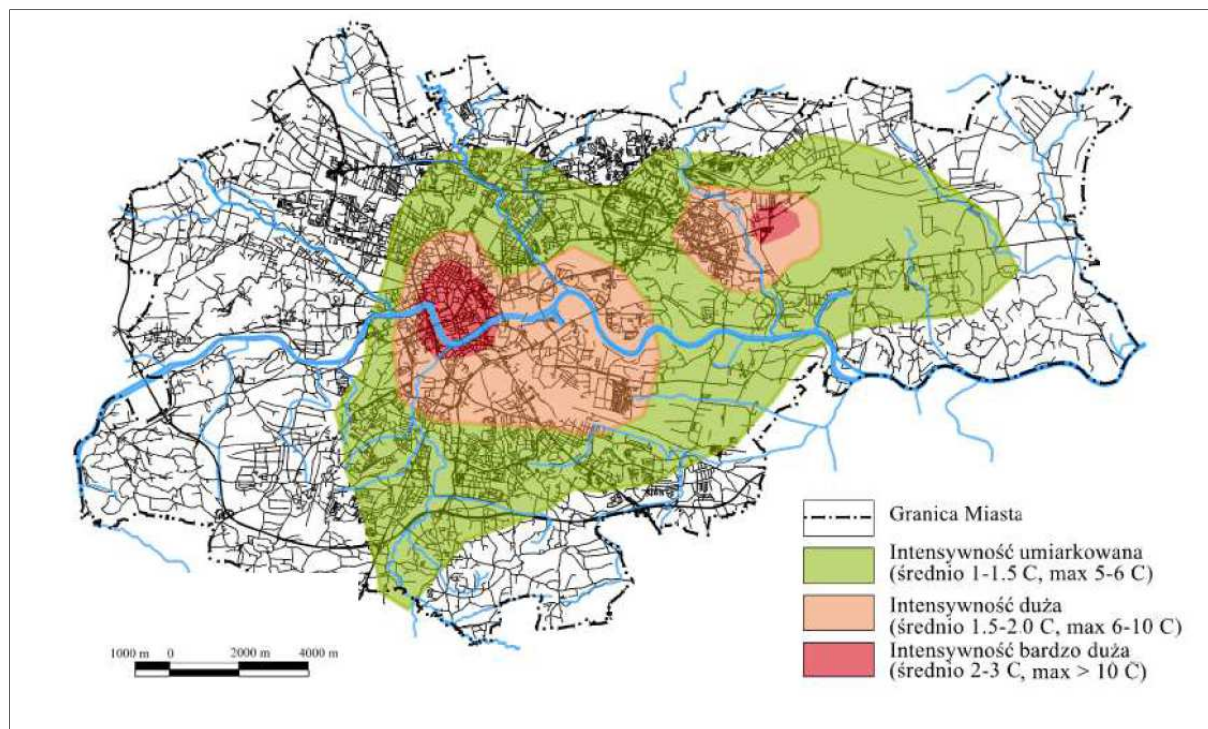 Granica Miasta
Intensywność umiarkowana
(średnio 1-1.5 C, max 5-6 C)
Intensywność duża
(średnio 1.5-2.0 C, max 6-10 C)
Intensywność bardzo duża
(średnio 2-3 C, max > 10 C)
1000 m 0 2000 m 4000 m